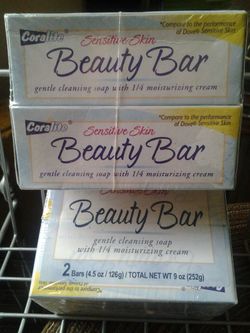 Coralite
*Compare to the performance
of Dove® Sensitive Skin
Sensitive Skin
Beauty Bar
gentle cleansing soap with 1/4 moisturizing cream
Coralite
*Compare to the performance
of Dove® Sensitive Skin
Sensitive Skin
Beauty Bar
gentle cleansing soap with 1/4 moisturizing cream
Sensitive Skin
Beauty Bar
gentle cleansing soap
with 1/4 moisturizing cream
2 Bars (4.5 oz / 126g) / TOTAL NET WT 9 oz (252g)